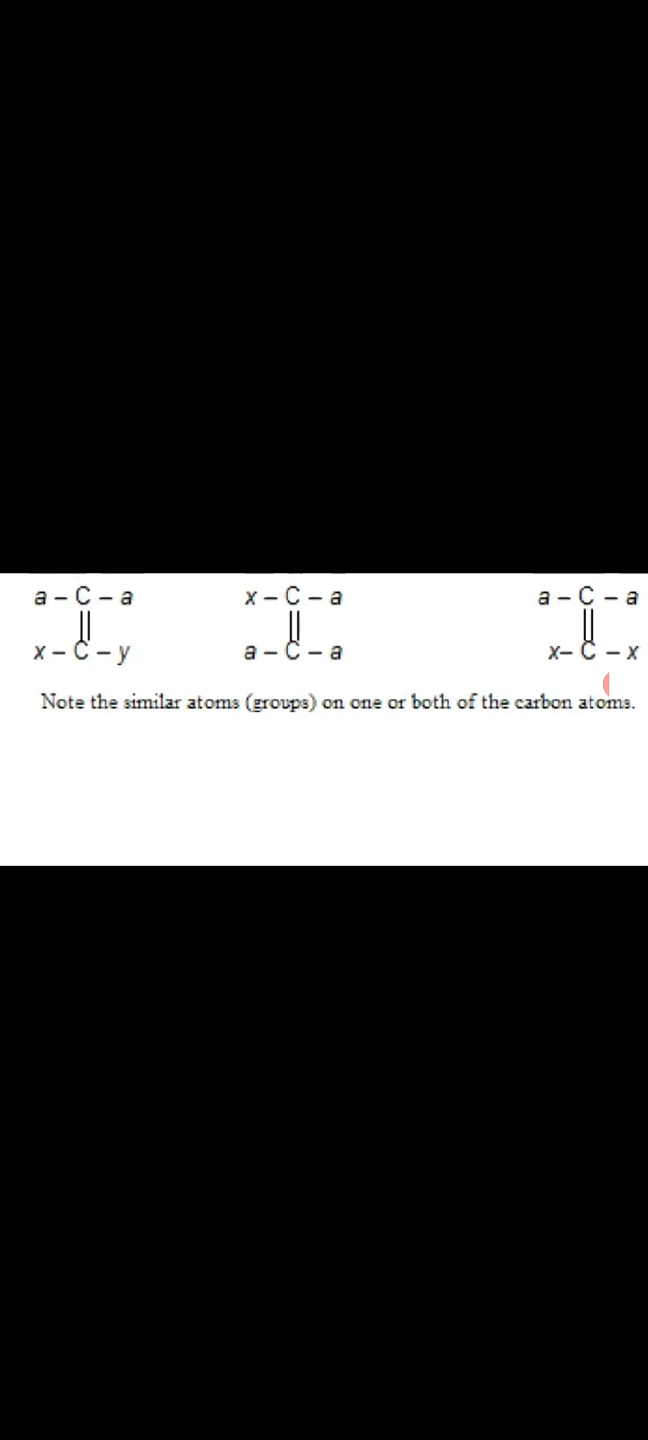 a – C – a x – C – a a – C – a
x – C – y a – C – a x– C – x
Note the similar atoms (groups) on one or both of the carbon atoms.